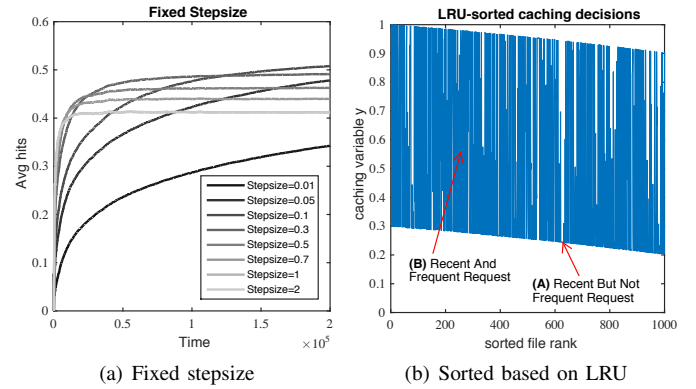 Fixed Stepsize
Avg hits
0.6
0.5
0.4
0.3
0.2
0.1
0
Stepsize=0.01
Stepsize=0.05
Stepsize=0.1
Stepsize=0.3
Stepsize=0.5
Stepsize=0.7
Stepsize=1
Stepsize=2
0 0.5 1 1.5 2
Time ×10⁵
(a) Fixed stepsize
LRU-sorted caching decisions
caching variable y
1
0.9
0.8
0.7
0.6
0.5
0.4
0.3
0.2
0.1
0
(B) Recent And
Frequent Request
(A) Recent But Not
Frequent Request
0 200 400 600 800 1000
sorted file rank
(b) Sorted based on LRU